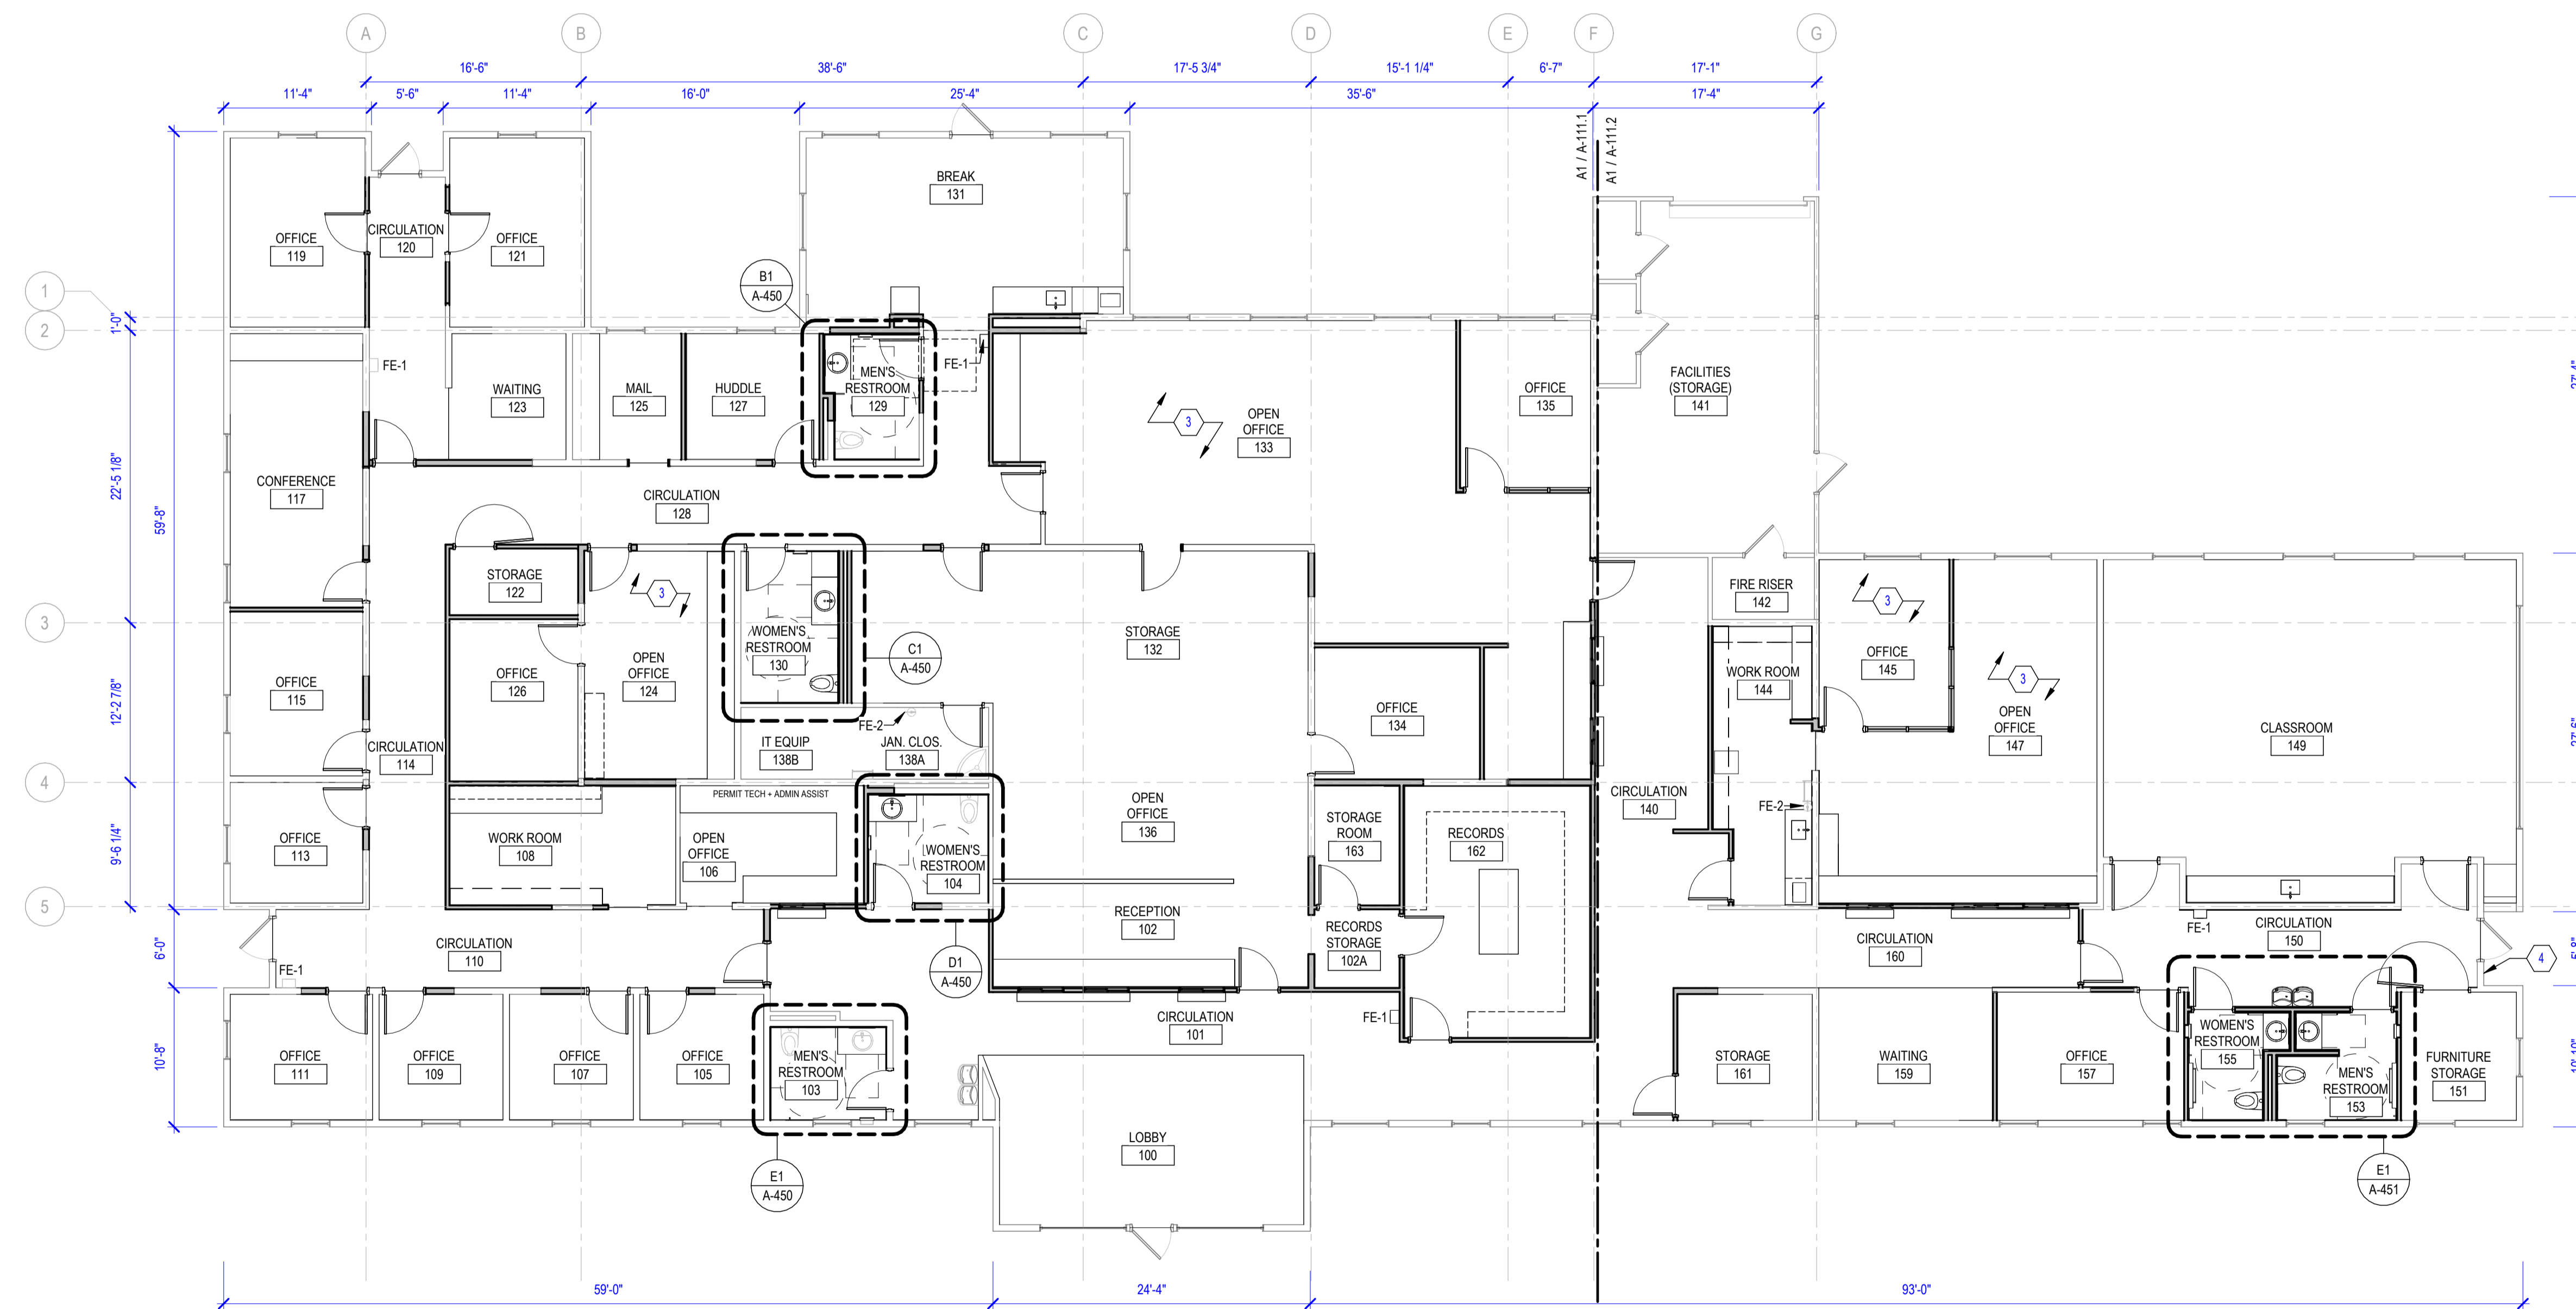 A
B
C
D
E
F
G
16'-6"
38'-6"
17'-5 3/4"
15'-1 1/4"
6'-7"
17'-1"
11'-4"
5'-6"
11'-4"
16'-0"
25'-4"
35'-6"
17'-4"
A1 / A-111.1
A1 / A-111.2
1
2
3
4
5
1'-0"
22'-5 1/8"
12'-2 7/8"
9'-6 1/4"
6'-0"
10'-8"
59'-8"
OFFICE
119
CIRCULATION
120
OFFICE
121
BREAK
131
B1
A-450
FE-1
WAITING
123
MAIL
125
HUDDLE
127
MEN'S
RESTROOM
129
FE-1
3
OPEN
OFFICE
133
OFFICE
135
FACILITIES
(STORAGE)
141
CONFERENCE
117
CIRCULATION
128
STORAGE
122
3
WOMEN'S
RESTROOM
130
C1
A-450
STORAGE
132
FIRE RISER
142
3
OFFICE
115
OFFICE
126
OPEN
OFFICE
124
OFFICE
134
WORK ROOM
144
OFFICE
145
3
OPEN
OFFICE
147
CLASSROOM
149
CIRCULATION
114
FE-2
IT EQUIP
138B
JAN. CLOS.
138A
PERMIT TECH + ADMIN ASSIST
OFFICE
113
WORK ROOM
108
OPEN
OFFICE
106
WOMEN'S
RESTROOM
104
OPEN
OFFICE
136
STORAGE
ROOM
163
RECORDS
162
CIRCULATION
140
FE-2
RECEPTION
102
RECORDS
STORAGE
102A
CIRCULATION
110
FE-1
D1
A-450
CIRCULATION
160
FE-1
CIRCULATION
150
4
CIRCULATION
101
FE-1
OFFICE
111
OFFICE
109
OFFICE
107
OFFICE
105
MEN'S
RESTROOM
103
STORAGE
161
WAITING
159
OFFICE
157
WOMEN'S
RESTROOM
155
MEN'S
RESTROOM
153
FURNITURE
STORAGE
151
LOBBY
100
E1
A-450
E1
A-451
59'-0"
24'-4"
93'-0"